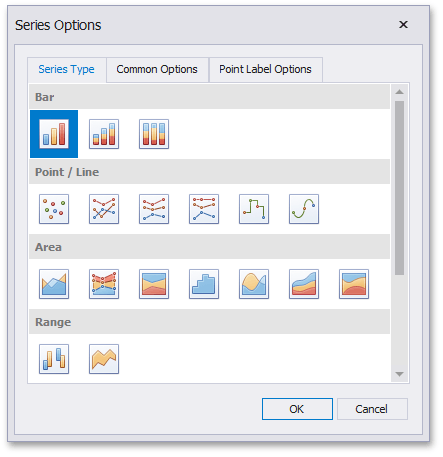 Series Options
Series Type Common Options Point Label Options
Bar
Point / Line
Area
Range
OK Cancel